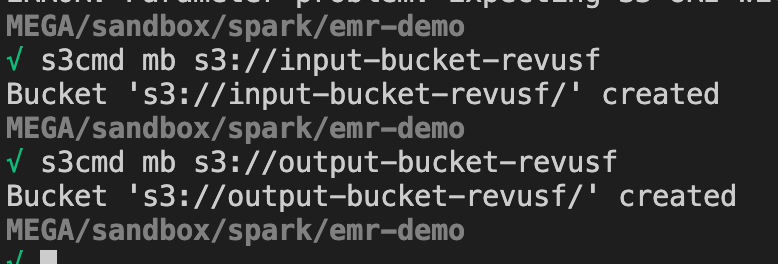 MEGA/sandbox/spark/emr-demo
√ s3cmd mb s3://input-bucket-revusf
Bucket 's3://input-bucket-revusf/' created
MEGA/sandbox/spark/emr-demo
√ s3cmd mb s3://output-bucket-revusf
Bucket 's3://output-bucket-revusf/' created
MEGA/sandbox/spark/emr-demo
√